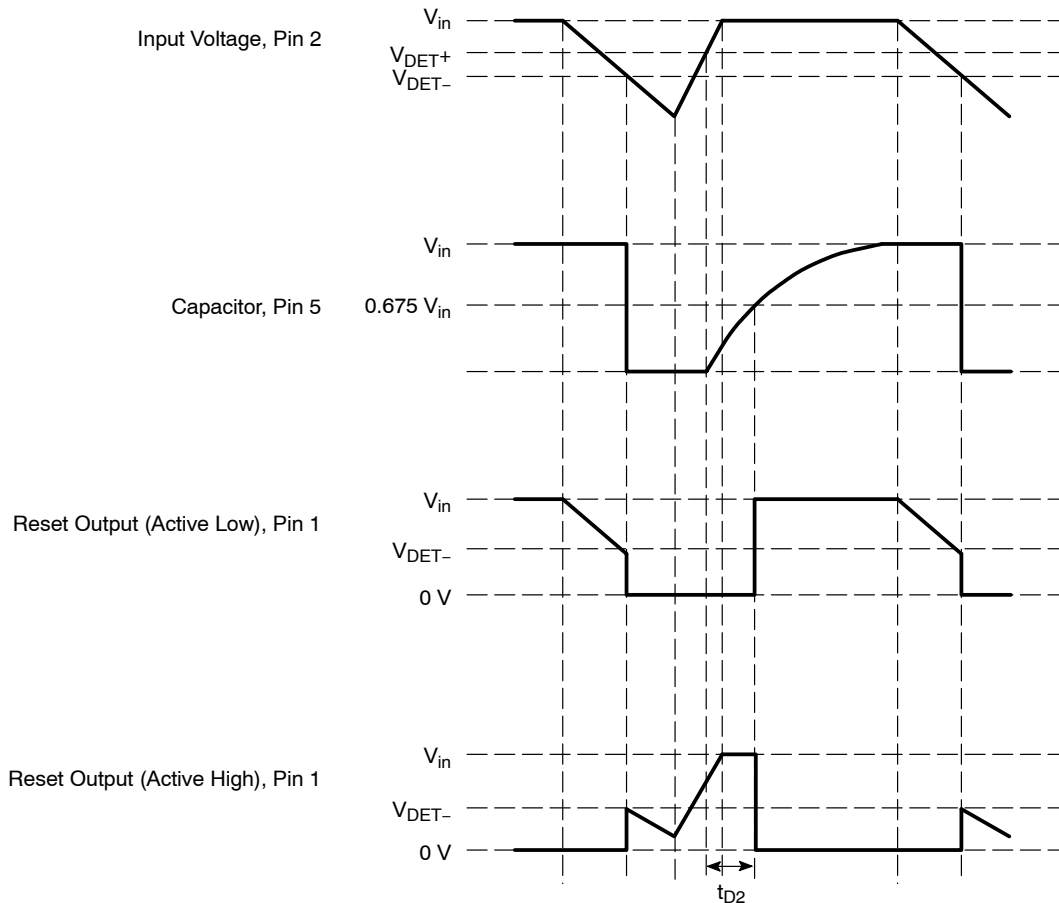 V_in
Input Voltage, Pin 2
V_DET+
V_DET−
V_in
Capacitor, Pin 5
0.675 V_in
V_in
Reset Output (Active Low), Pin 1
V_DET−
0 V
V_in
Reset Output (Active High), Pin 1
V_DET−
0 V
t_D2